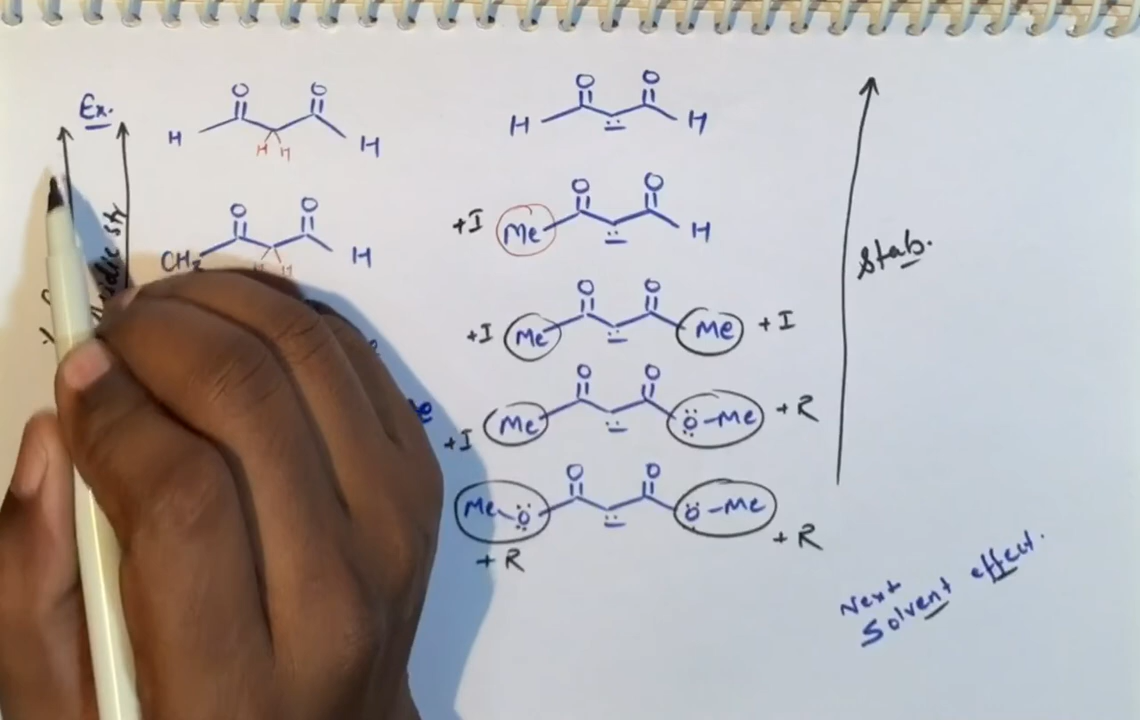 Ex.
O O O O
H H H H
H H
O O O O
+I Me H
CH3 H
H H
O O
+I Me Me +I
Stab.
O O
+I Me Ö-Me +R
O O
Me Ö Ö-Me
+R +R
Next
Solvent effect.